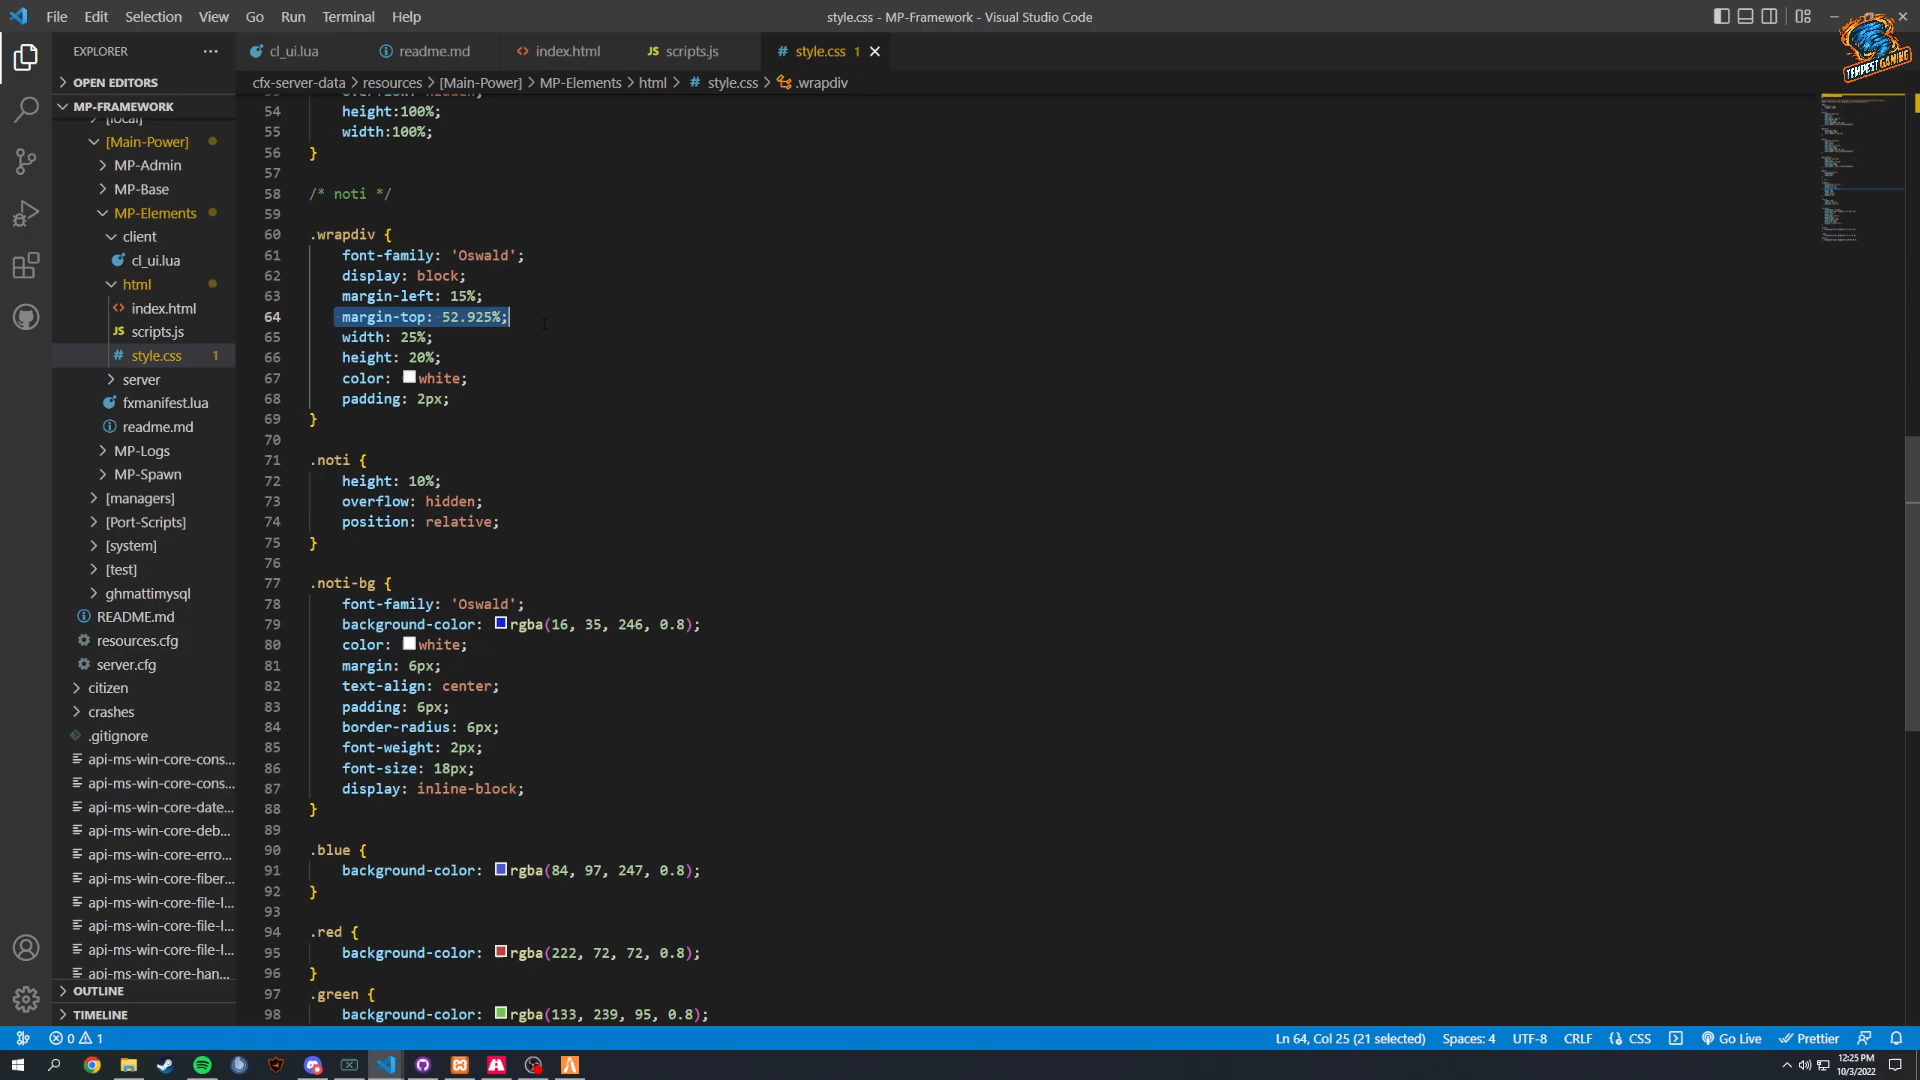 File Edit Selection View Go Run Terminal Help
style.css - MP-Framework - Visual Studio Code
TEMPEST GAMING
EXPLORER ···
cl_ui.lua
readme.md
index.html
JS scripts.js
# style.css 1
cfx-server-data > resources > [Main-Power] > MP-Elements > html > # style.css > .wrapdiv
OPEN EDITORS
MP-FRAMEWORK
[local]
[Main-Power]
MP-Admin
MP-Base
MP-Elements
client
cl_ui.lua
html
index.html
JS scripts.js
# style.css 1
server
fxmanifest.lua
readme.md
MP-Logs
MP-Spawn
[managers]
[Port-Scripts]
[system]
[test]
ghmattimysql
README.md
resources.cfg
server.cfg
citizen
crashes
.gitignore
api-ms-win-core-cons...
api-ms-win-core-cons...
api-ms-win-core-date...
api-ms-win-core-deb...
api-ms-win-core-erro...
api-ms-win-core-fiber...
api-ms-win-core-file-l...
api-ms-win-core-file-l...
api-ms-win-core-file-l...
api-ms-win-core-han...
OUTLINE
TIMELINE
53 overflow: hidden;
54 height:100%;
55 width:100%;
56 }
57
58 /* noti */
59
60 .wrapdiv {
61 font-family: 'Oswald';
62 display: block;
63 margin-left: 15%;
64 margin-top: 52.925%;
65 width: 25%;
66 height: 20%;
67 color: white;
68 padding: 2px;
69 }
70
71 .noti {
72 height: 10%;
73 overflow: hidden;
74 position: relative;
75 }
76
77 .noti-bg {
78 font-family: 'Oswald';
79 background-color: rgba(16, 35, 246, 0.8);
80 color: white;
81 margin: 6px;
82 text-align: center;
83 padding: 6px;
84 border-radius: 6px;
85 font-weight: 2px;
86 font-size: 18px;
87 display: inline-block;
88 }
89
90 .blue {
91 background-color: rgba(84, 97, 247, 0.8);
92 }
93
94 .red {
95 background-color: rgba(222, 72, 72, 0.8);
96 }
97 .green {
98 background-color: rgba(133, 239, 95, 0.8);
0 1 Ln 64, Col 25 (21 selected) Spaces: 4 UTF-8 CRLF {} CSS Go Live Prettier
12:25 PM
10/3/2022